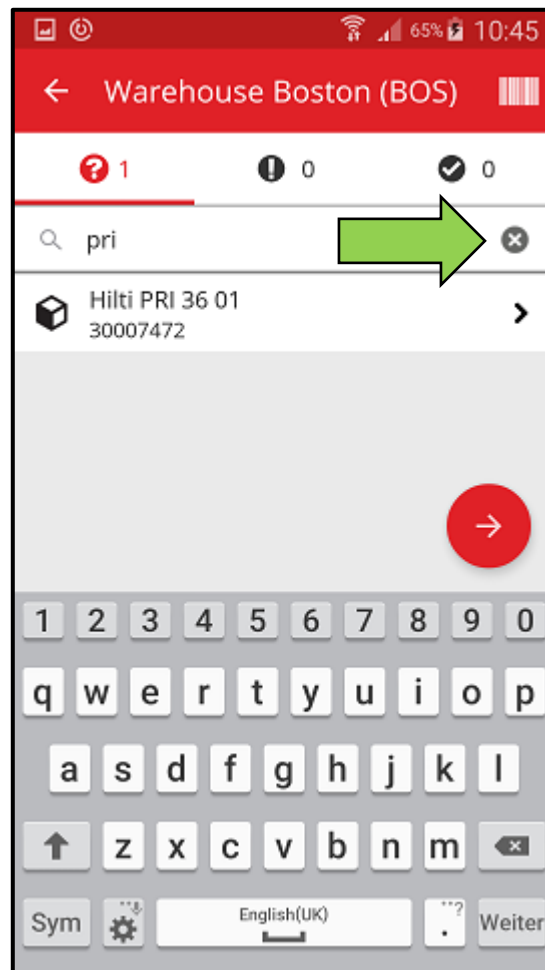 65% 10:45
Warehouse Boston (BOS)
1 0 0
pri
Hilti PRI 36 01
30007472
1 2 3 4 5 6 7 8 9 0
q w e r t y u i o p
a s d f g h j k l
z x c v b n m
Sym English(UK) . ? Weiter